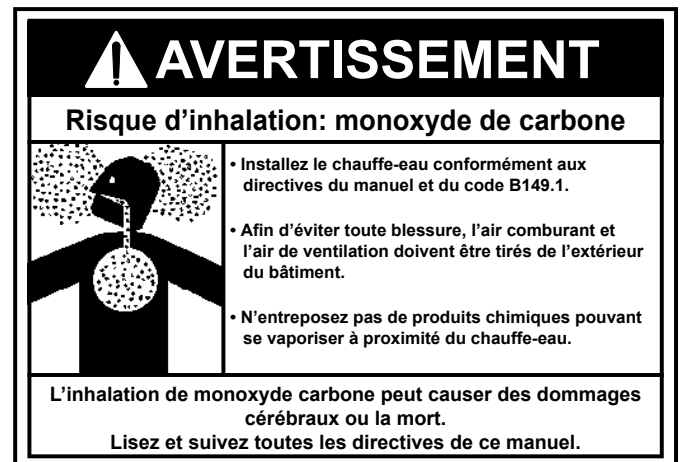 AVERTISSEMENT
Risque d’inhalation: monoxyde de carbone
• Installez le chauffe-eau conformément aux
directives du manuel et du code B149.1.
• Afin d’éviter toute blessure, l’air comburant et
l’air de ventilation doivent être tirés de l’extérieur
du bâtiment.
• N’entreposez pas de produits chimiques pouvant
se vaporiser à proximité du chauffe-eau.
L’inhalation de monoxyde carbone peut causer des dommages
cérébraux ou la mort.
Lisez et suivez toutes les directives de ce manuel.